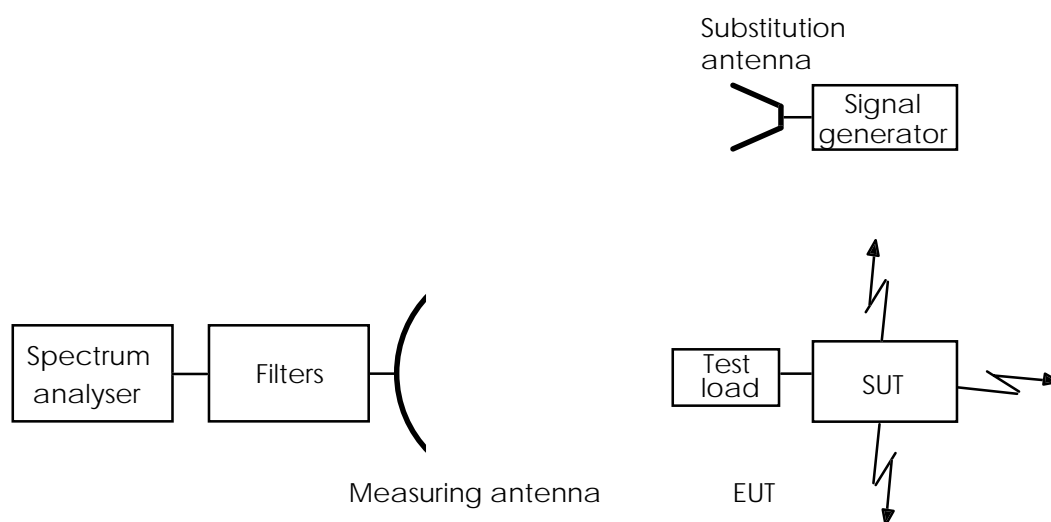 Substitution
antenna
Signal
generator
Spectrum
analyser
Filters
Test
load
SUT
Measuring antenna
EUT